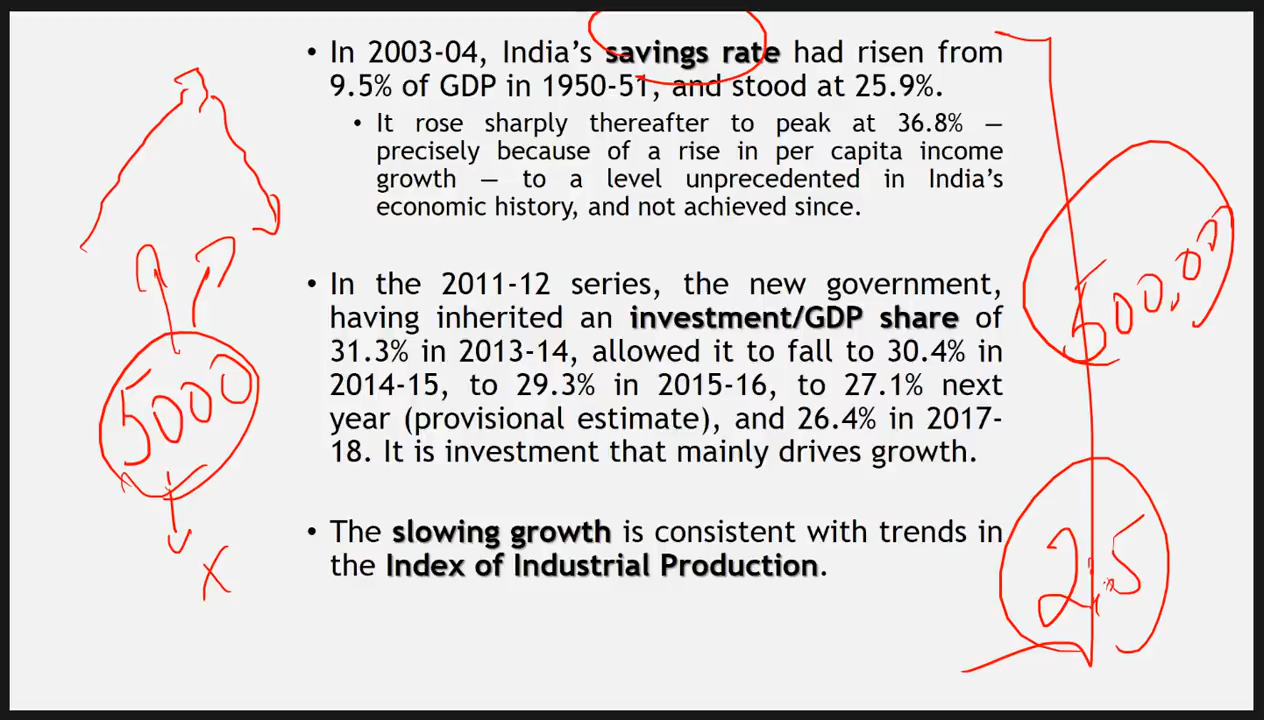 • In 2003-04, India's savings rate had risen from
9.5% of GDP in 1950-51, and stood at 25.9%.
• It rose sharply thereafter to peak at 36.8% —
precisely because of a rise in per capita income
growth — to a level unprecedented in India's
economic history, and not achieved since.
• In the 2011-12 series, the new government,
having inherited an investment/GDP share of
31.3% in 2013-14, allowed it to fall to 30.4% in
2014-15, to 29.3% in 2015-16, to 27.1% next
year (provisional estimate), and 26.4% in 2017-
18. It is investment that mainly drives growth.
• The slowing growth is consistent with trends in
the Index of Industrial Production.
5000
X
500,00
2.5